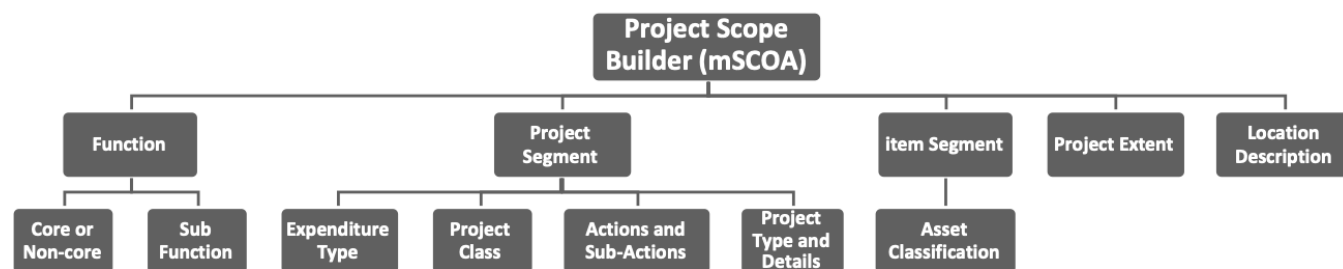 Project Scope
Builder (mSCOA)
Function
Project
Segment
item Segment
Project Extent
Location
Description
Core or
Non-core
Sub
Function
Expenditure
Type
Project
Class
Actions and
Sub-Actions
Project
Type and
Details
Asset
Classification